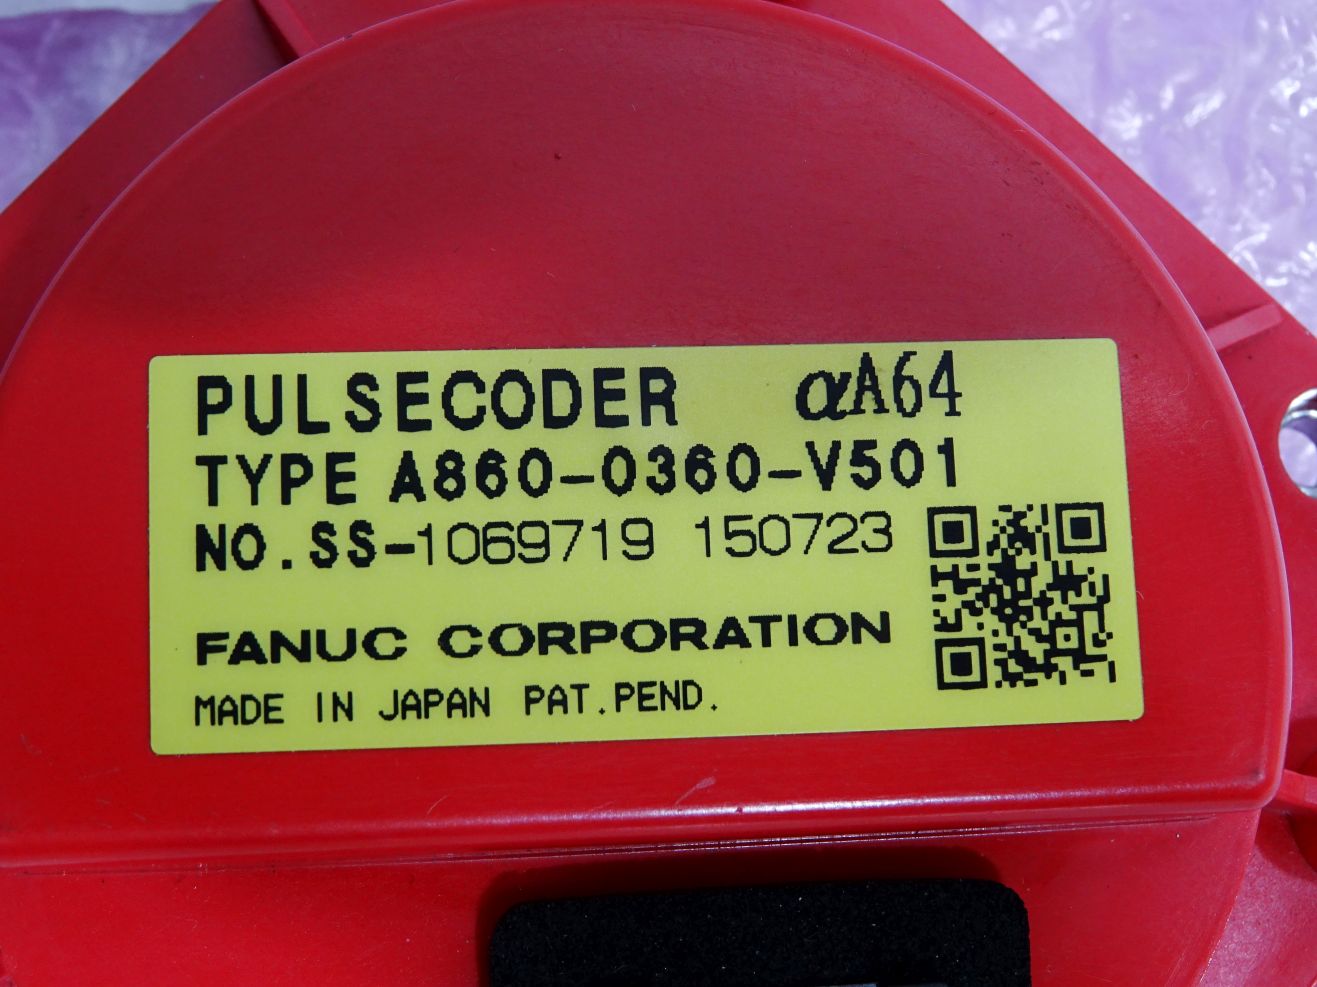 PULSECODER αA64
TYPE A860-0360-V501
NO.SS-1069719 150723
FANUC CORPORATION
MADE IN JAPAN PAT.PEND.